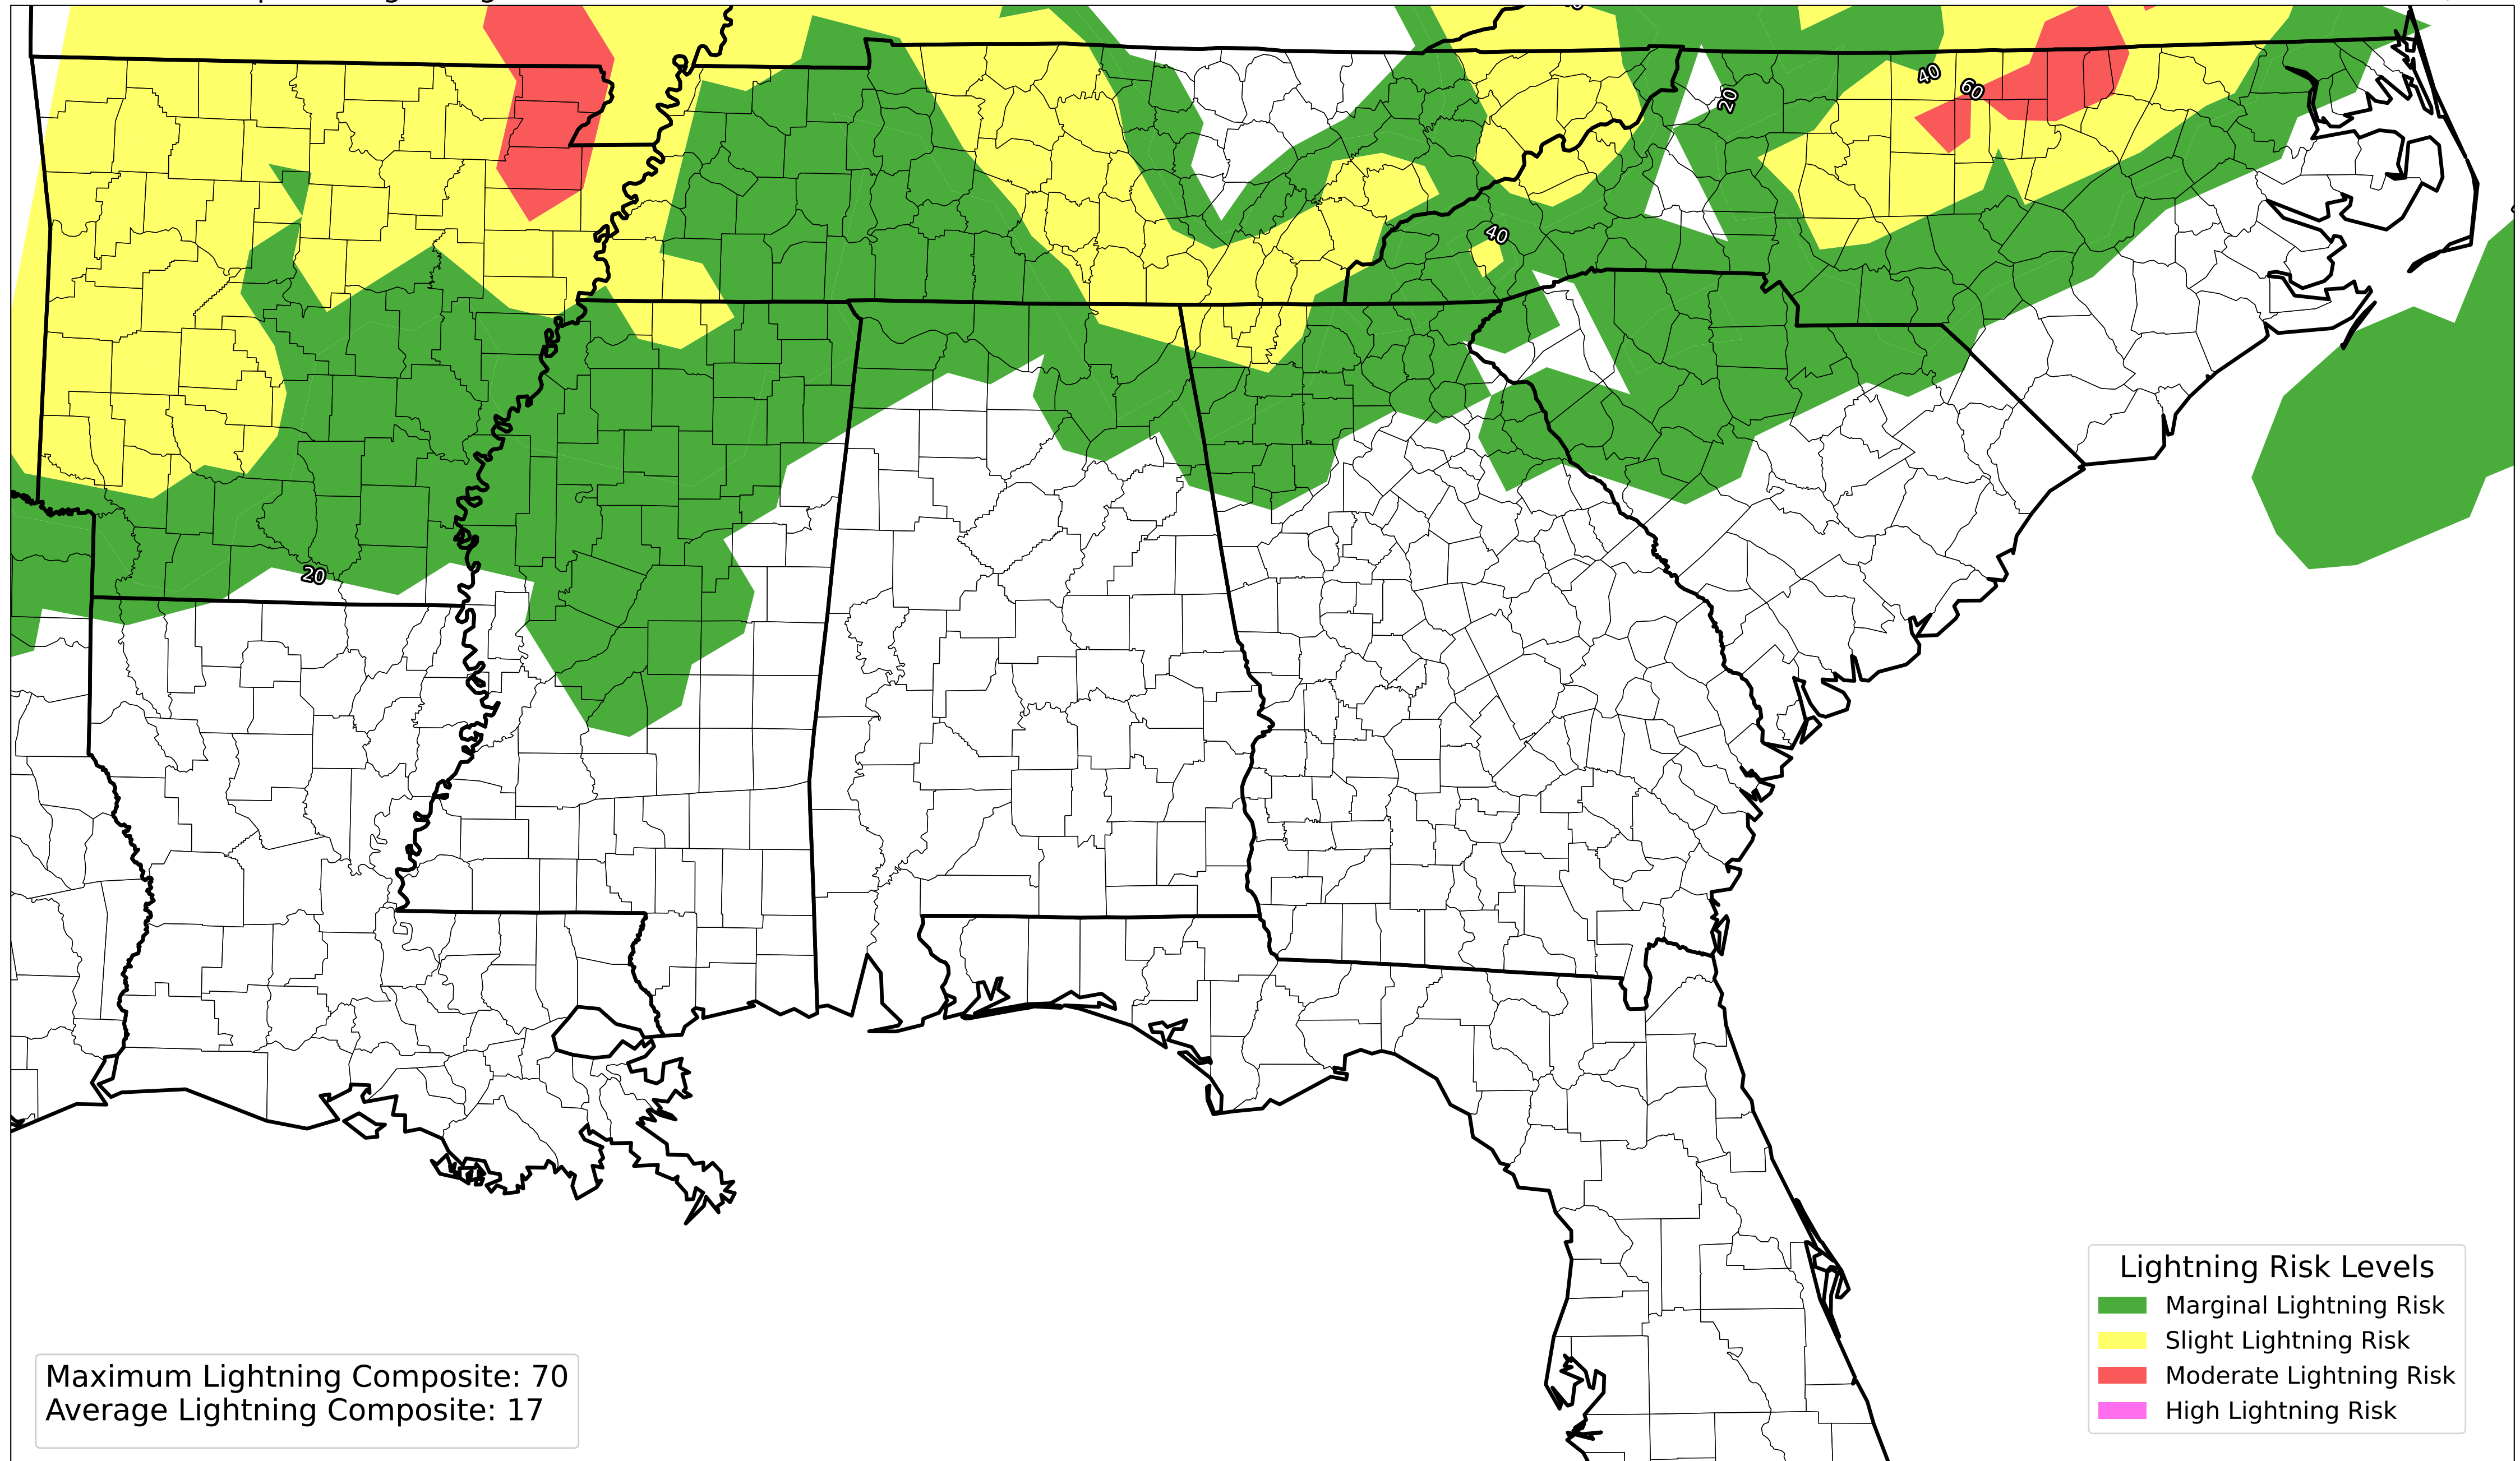 40
60
20
40
20
Lightning Risk Levels
Marginal Lightning Risk
Slight Lightning Risk
Moderate Lightning Risk
High Lightning Risk
Maximum Lightning Composite: 70
Average Lightning Composite: 17